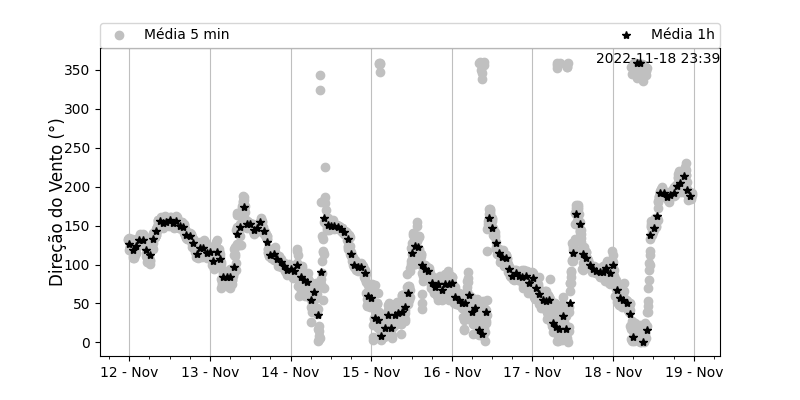 Média 5 min
Média 1h
2022-11-18 23:39
Direção do Vento (°)
350
300
250
200
150
100
50
0
12 - Nov
13 - Nov
14 - Nov
15 - Nov
16 - Nov
17 - Nov
18 - Nov
19 - Nov